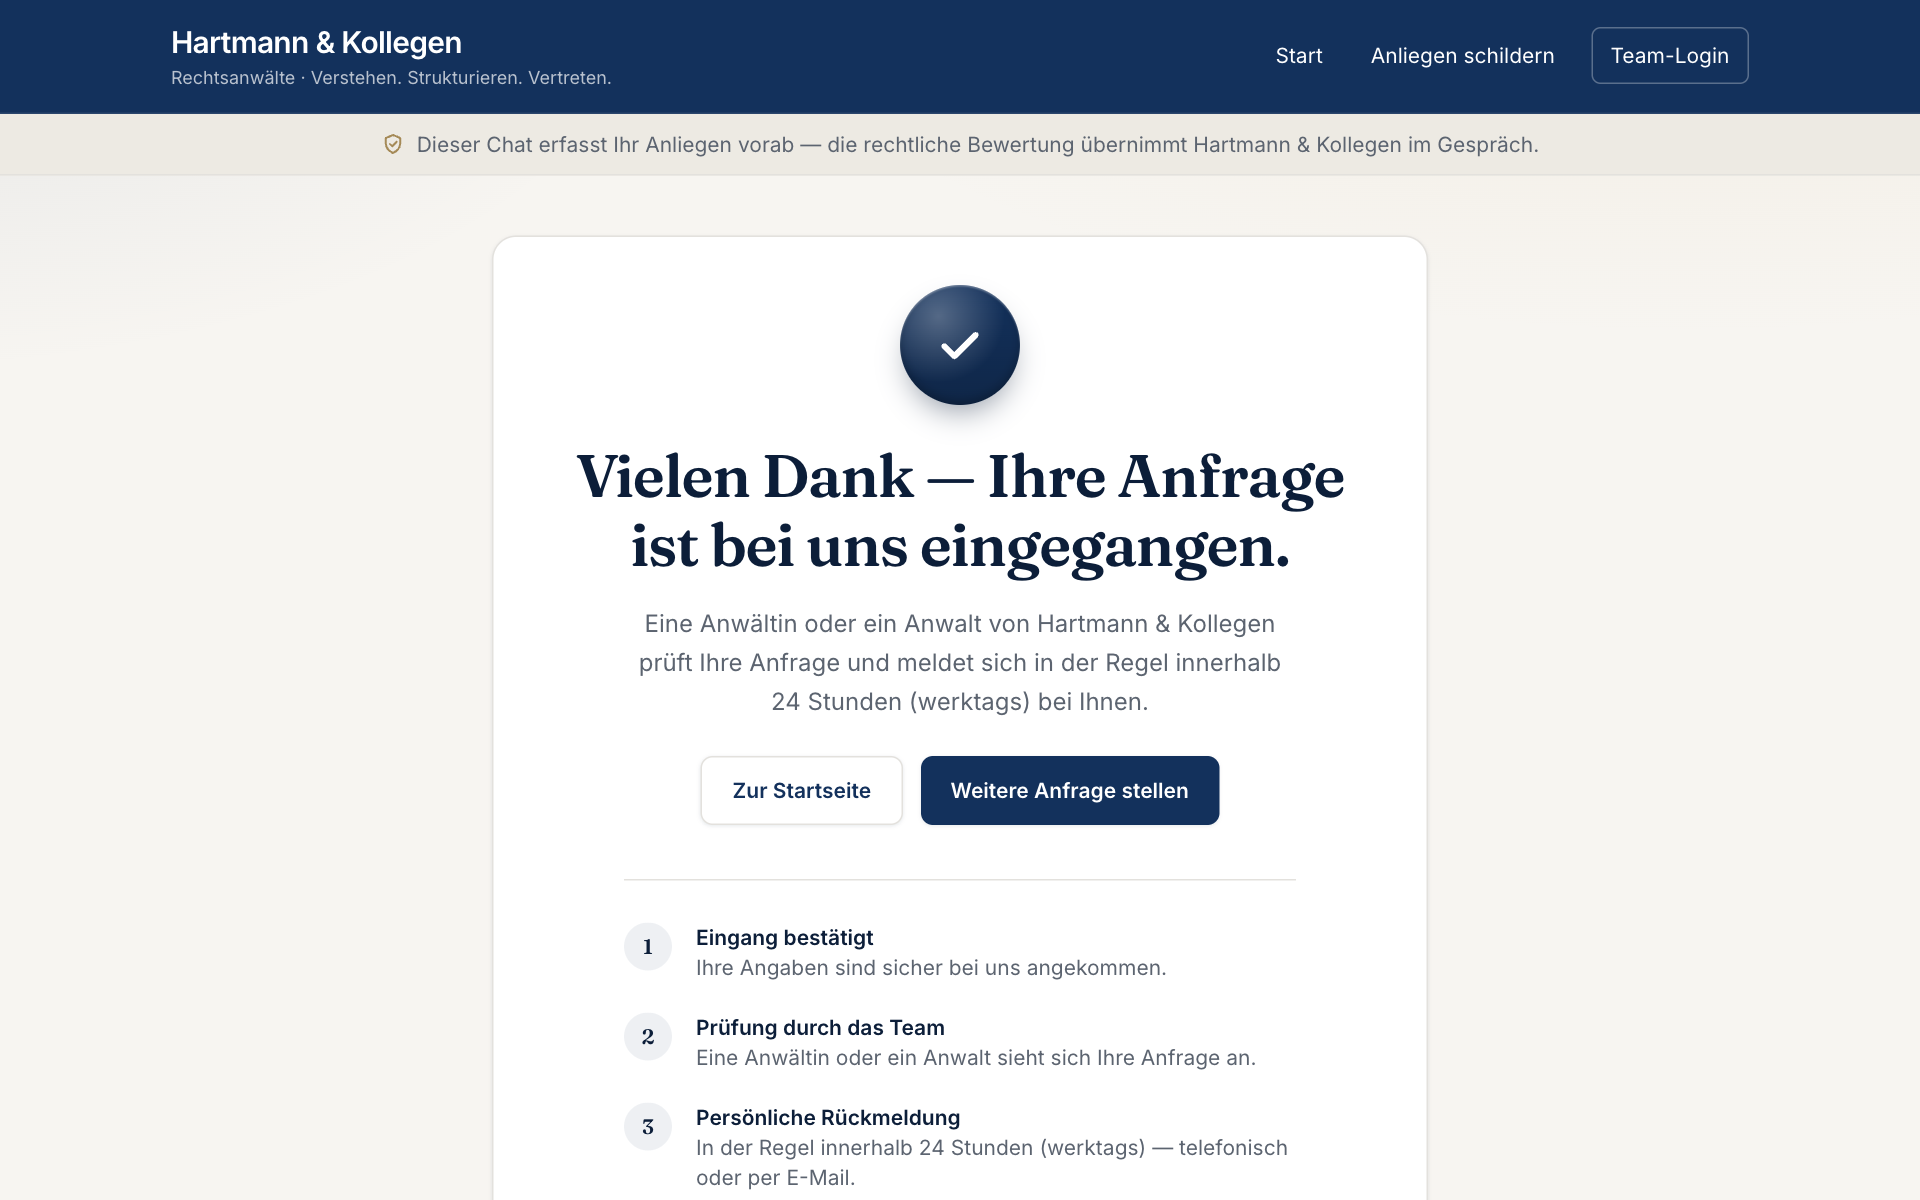 Hartmann & Kollegen
Rechtsanwälte · Verstehen. Strukturieren. Vertreten.
Start
Anliegen schildern
Team-Login
Dieser Chat erfasst Ihr Anliegen vorab — die rechtliche Bewertung übernimmt Hartmann & Kollegen im Gespräch.
Vielen Dank — Ihre Anfrage
ist bei uns eingegangen.
Eine Anwältin oder ein Anwalt von Hartmann & Kollegen
prüft Ihre Anfrage und meldet sich in der Regel innerhalb
24 Stunden (werktags) bei Ihnen.
Zur Startseite
Weitere Anfrage stellen
1
Eingang bestätigt
Ihre Angaben sind sicher bei uns angekommen.
2
Prüfung durch das Team
Eine Anwältin oder ein Anwalt sieht sich Ihre Anfrage an.
3
Persönliche Rückmeldung
In der Regel innerhalb 24 Stunden (werktags) — telefonisch
oder per E-Mail.